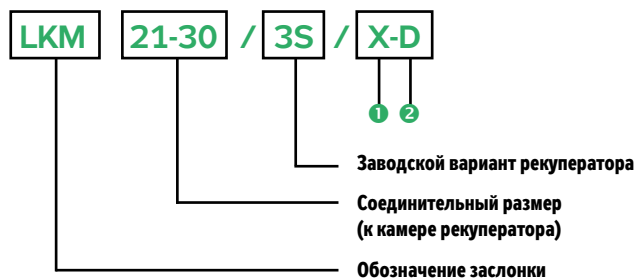 LKM 21-30 / 3S / X-D
1 2
Заводской вариант рекуператора
Соединительный размер
(к камере рекуператора)
Обозначение заслонки